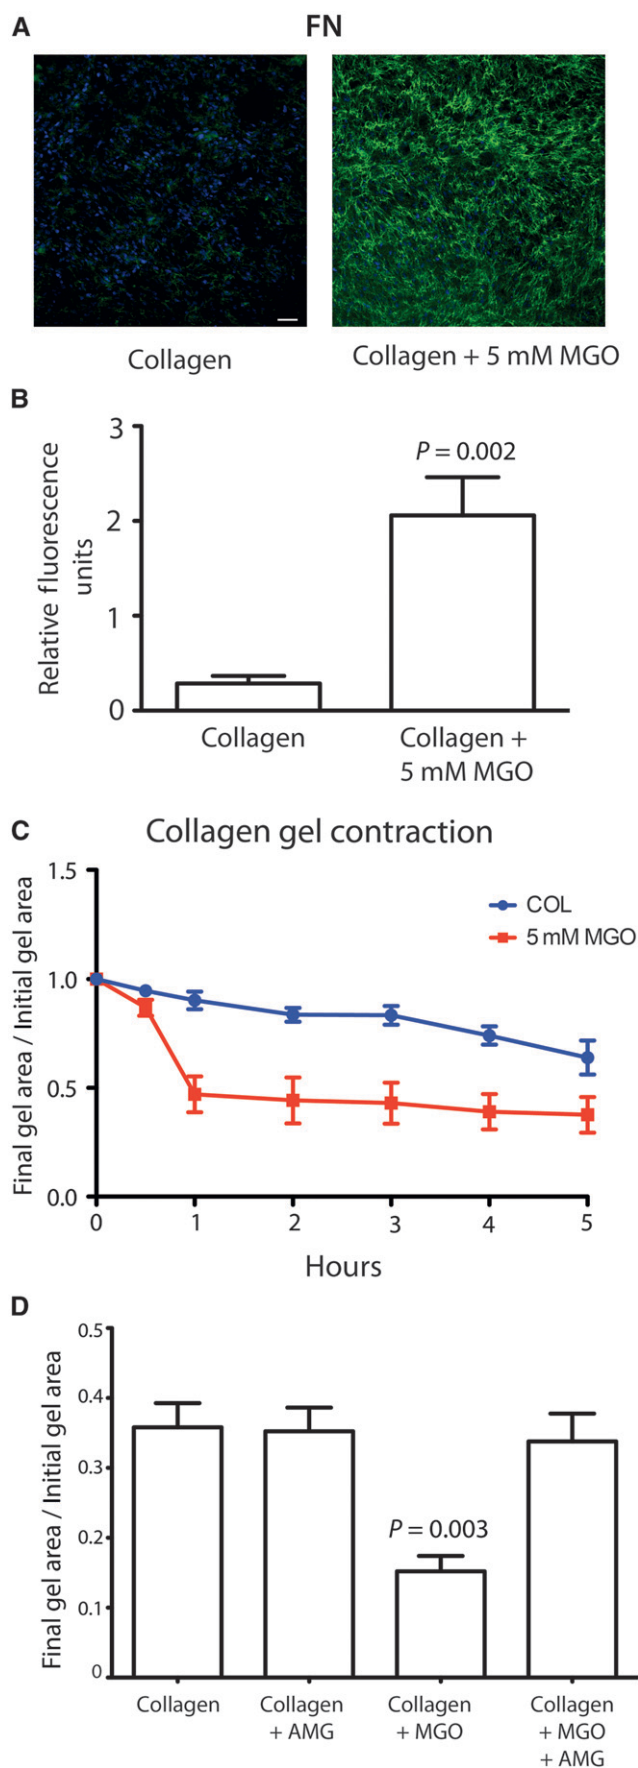 A
FN
Collagen
Collagen + 5 mM MGO
B
Relative fluorescence
units
3
2
1
0
P = 0.002
Collagen
Collagen +
5 mM MGO
C
Collagen gel contraction
Final gel area / Initial gel area
1.5
1.0
0.5
0.0
COL
5 mM MGO
0 1 2 3 4 5
Hours
D
Final gel area / Initial gel area
0.5
0.4
0.3
0.2
0.1
0
P = 0.003
Collagen
Collagen
+ AMG
Collagen
+ MGO
Collagen
+ MGO
+ AMG